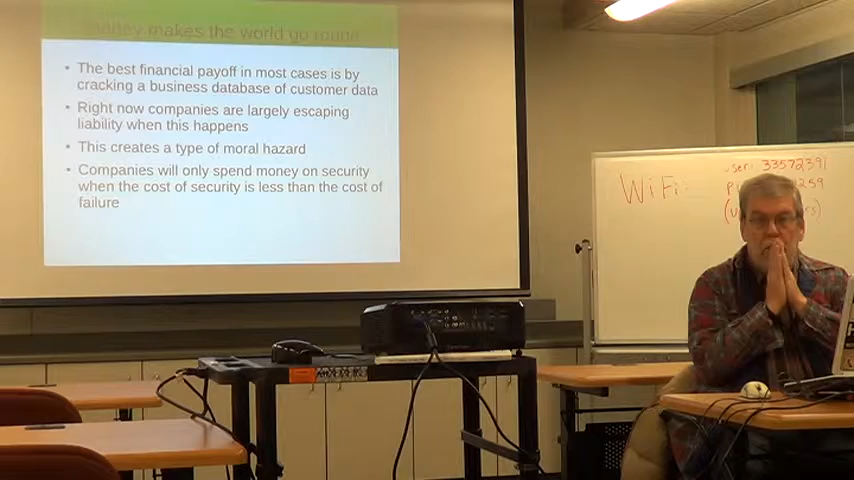 money makes the world go round
• The best financial payoff in most cases is by
cracking a business database of customer data
• Right now companies are largely escaping
liability when this happens
• This creates a type of moral hazard
• Companies will only spend money on security
when the cost of security is less than the cost of
failure
WiFi:
user: 33572391